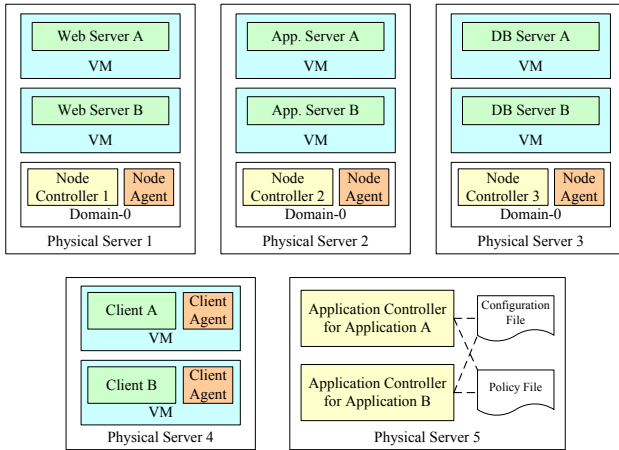 Web Server A
VM
Web Server B
VM
Node
Controller 1
Node
Agent
Domain-0
Physical Server 1
App. Server A
VM
App. Server B
VM
Node
Controller 2
Node
Agent
Domain-0
Physical Server 2
DB Server A
VM
DB Server B
VM
Node
Controller 3
Node
Agent
Domain-0
Physical Server 3
Client A
Client
Agent
VM
Client B
Client
Agent
VM
Physical Server 4
Application Controller
for Application A
Application Controller
for Application B
Configuration
File
Policy File
Physical Server 5